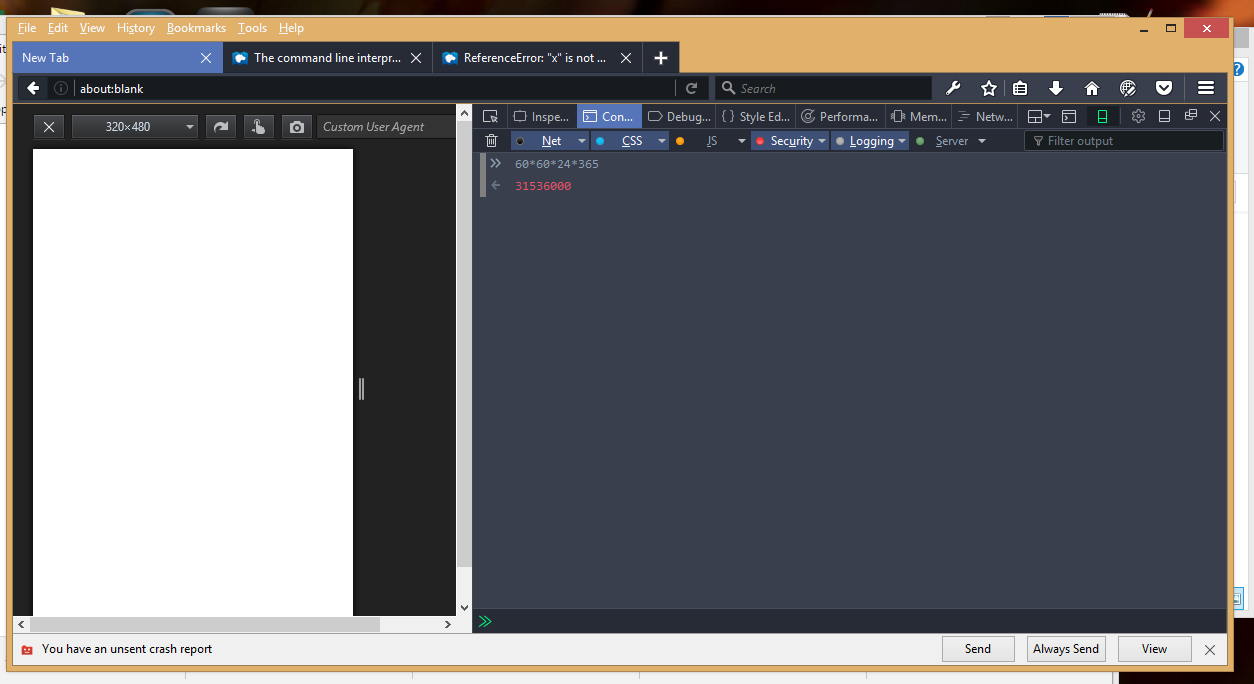 File Edit View History Bookmarks Tools Help
New Tab The command line interpr... ReferenceError: "x" is not ...
about:blank Search
320×480 Custom User Agent
Inspe... Con... Debug... Style Ed... Performa... Mem... Netw...
Net CSS JS Security Logging Server Filter output
60*60*24*365
31536000
You have an unsent crash report Send Always Send View